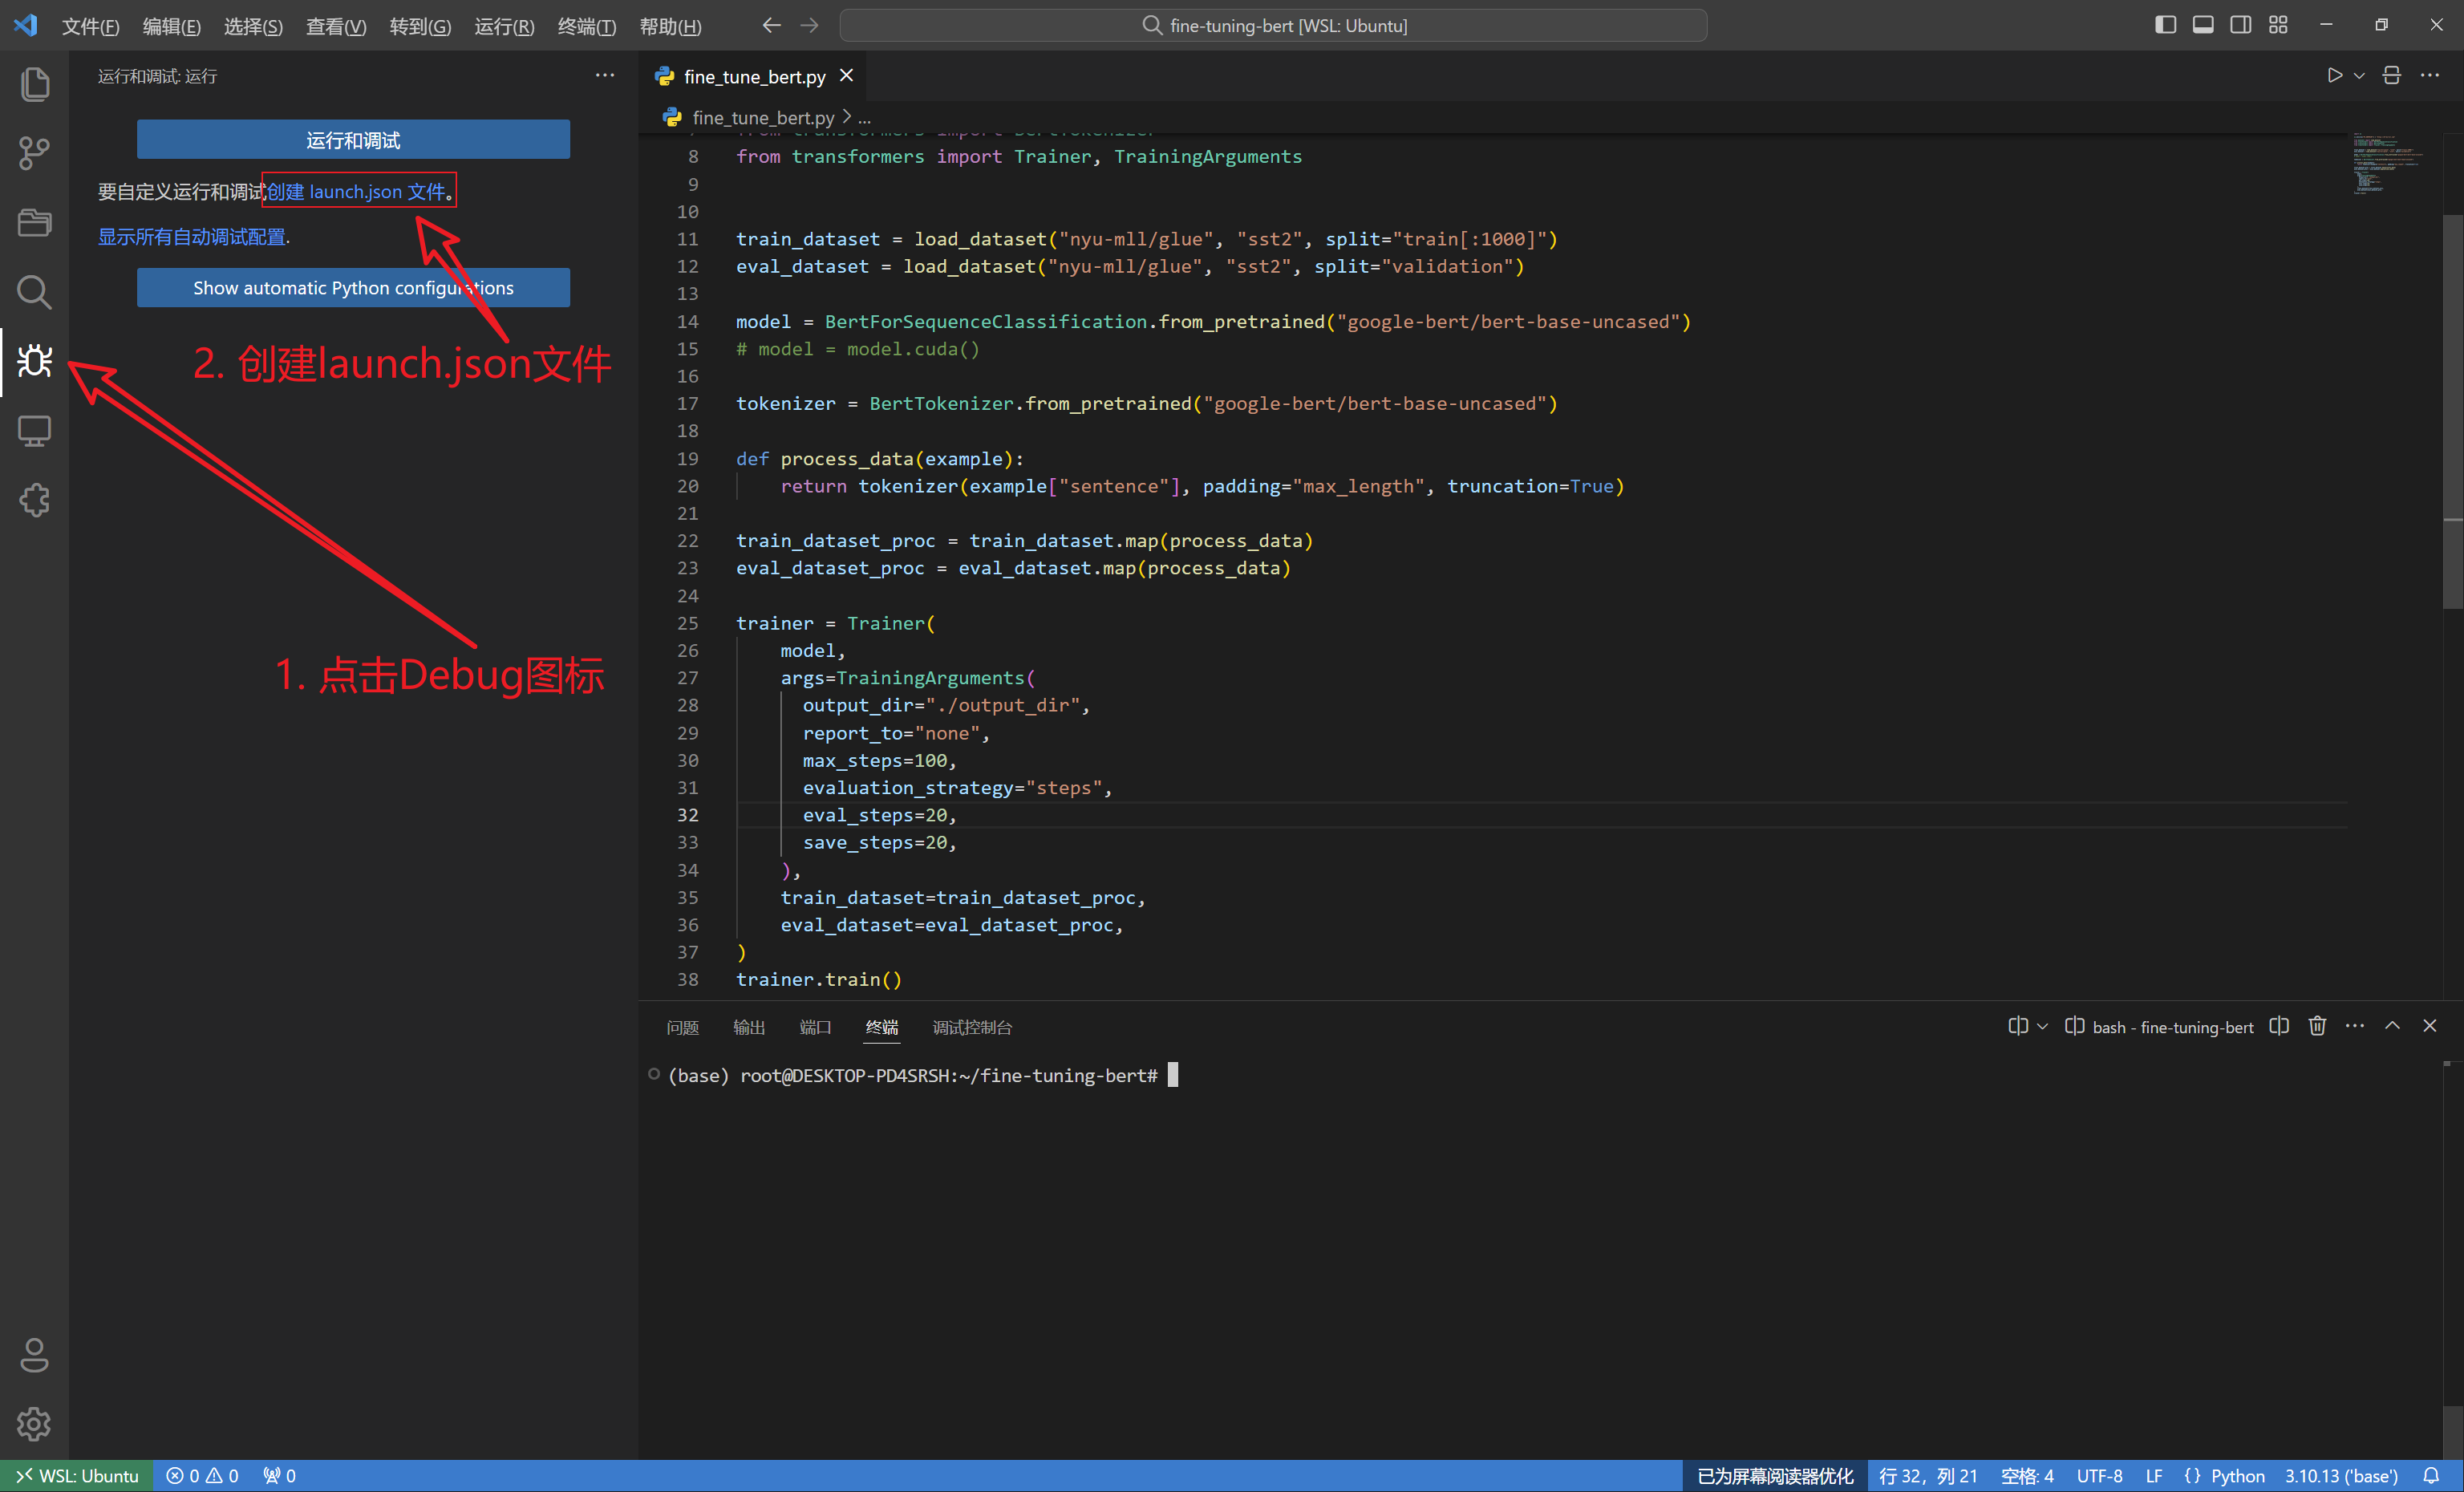 文件(F) 编辑(E) 选择(S) 查看(V) 转到(G) 运行(R) 终端(T) 帮助(H)
fine-tuning-bert [WSL: Ubuntu]
运行和调试: 运行
运行和调试
要自定义运行和调试创建 launch.json 文件。
显示所有自动调试配置.
Show automatic Python configurations
2. 创建launch.json文件
1. 点击Debug图标
fine_tune_bert.py
fine_tune_bert.py > ...
from transformers import BertTokenizer
8 from transformers import Trainer, TrainingArguments
9
10
11 train_dataset = load_dataset("nyu-mll/glue", "sst2", split="train[:1000]")
12 eval_dataset = load_dataset("nyu-mll/glue", "sst2", split="validation")
13
14 model = BertForSequenceClassification.from_pretrained("google-bert/bert-base-uncased")
15 # model = model.cuda()
16
17 tokenizer = BertTokenizer.from_pretrained("google-bert/bert-base-uncased")
18
19 def process_data(example):
20     return tokenizer(example["sentence"], padding="max_length", truncation=True)
21
22 train_dataset_proc = train_dataset.map(process_data)
23 eval_dataset_proc = eval_dataset.map(process_data)
24
25 trainer = Trainer(
26     model,
27     args=TrainingArguments(
28       output_dir="./output_dir",
29       report_to="none",
30       max_steps=100,
31       evaluation_strategy="steps",
32       eval_steps=20,
33       save_steps=20,
34     ),
35     train_dataset=train_dataset_proc,
36     eval_dataset=eval_dataset_proc,
37 )
38 trainer.train()
问题 输出 端口 终端 调试控制台
bash - fine-tuning-bert
(base) root@DESKTOP-PD4SRSH:~/fine-tuning-bert#
WSL: Ubuntu 0 0 0
已为屏幕阅读器优化 行 32，列 21 空格: 4 UTF-8 LF {} Python 3.10.13 ('base')